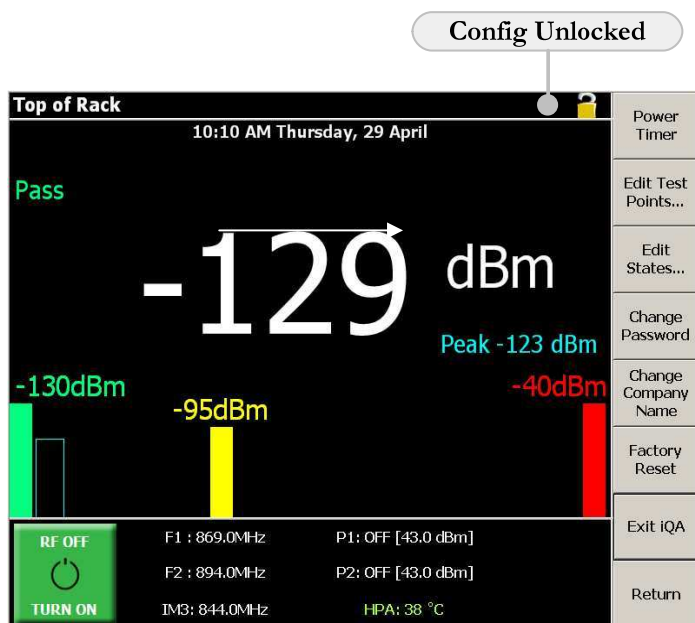 Config Unlocked
Top of Rack
10:10 AM Thursday, 29 April
Pass
-129 dBm
Peak -123 dBm
-130dBm
-95dBm
-40dBm
RF OFF
TURN ON
F1 : 869.0MHz
P1: OFF [43.0 dBm]
F2 : 894.0MHz
P2: OFF [43.0 dBm]
IM3: 844.0MHz
HPA: 38 °C
Power
Timer
Edit Test
Points...
Edit
States...
Change
Password
Change
Company
Name
Factory
Reset
Exit iQA
Return